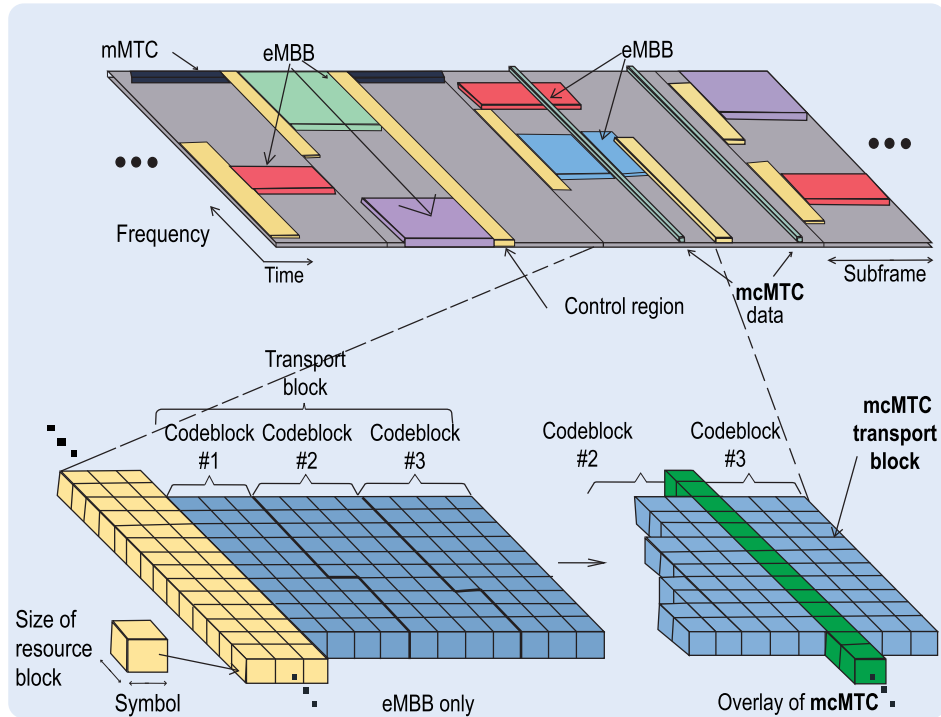 mMTC
eMBB
eMBB
Frequency
Time
Control region
mcMTC
data
Subframe
Transport
block
Codeblock
#1
Codeblock
#2
Codeblock
#3
Codeblock
#2
Codeblock
#3
mcMTC
transport
block
Size of
resource
block
Symbol
eMBB only
Overlay of mcMTC